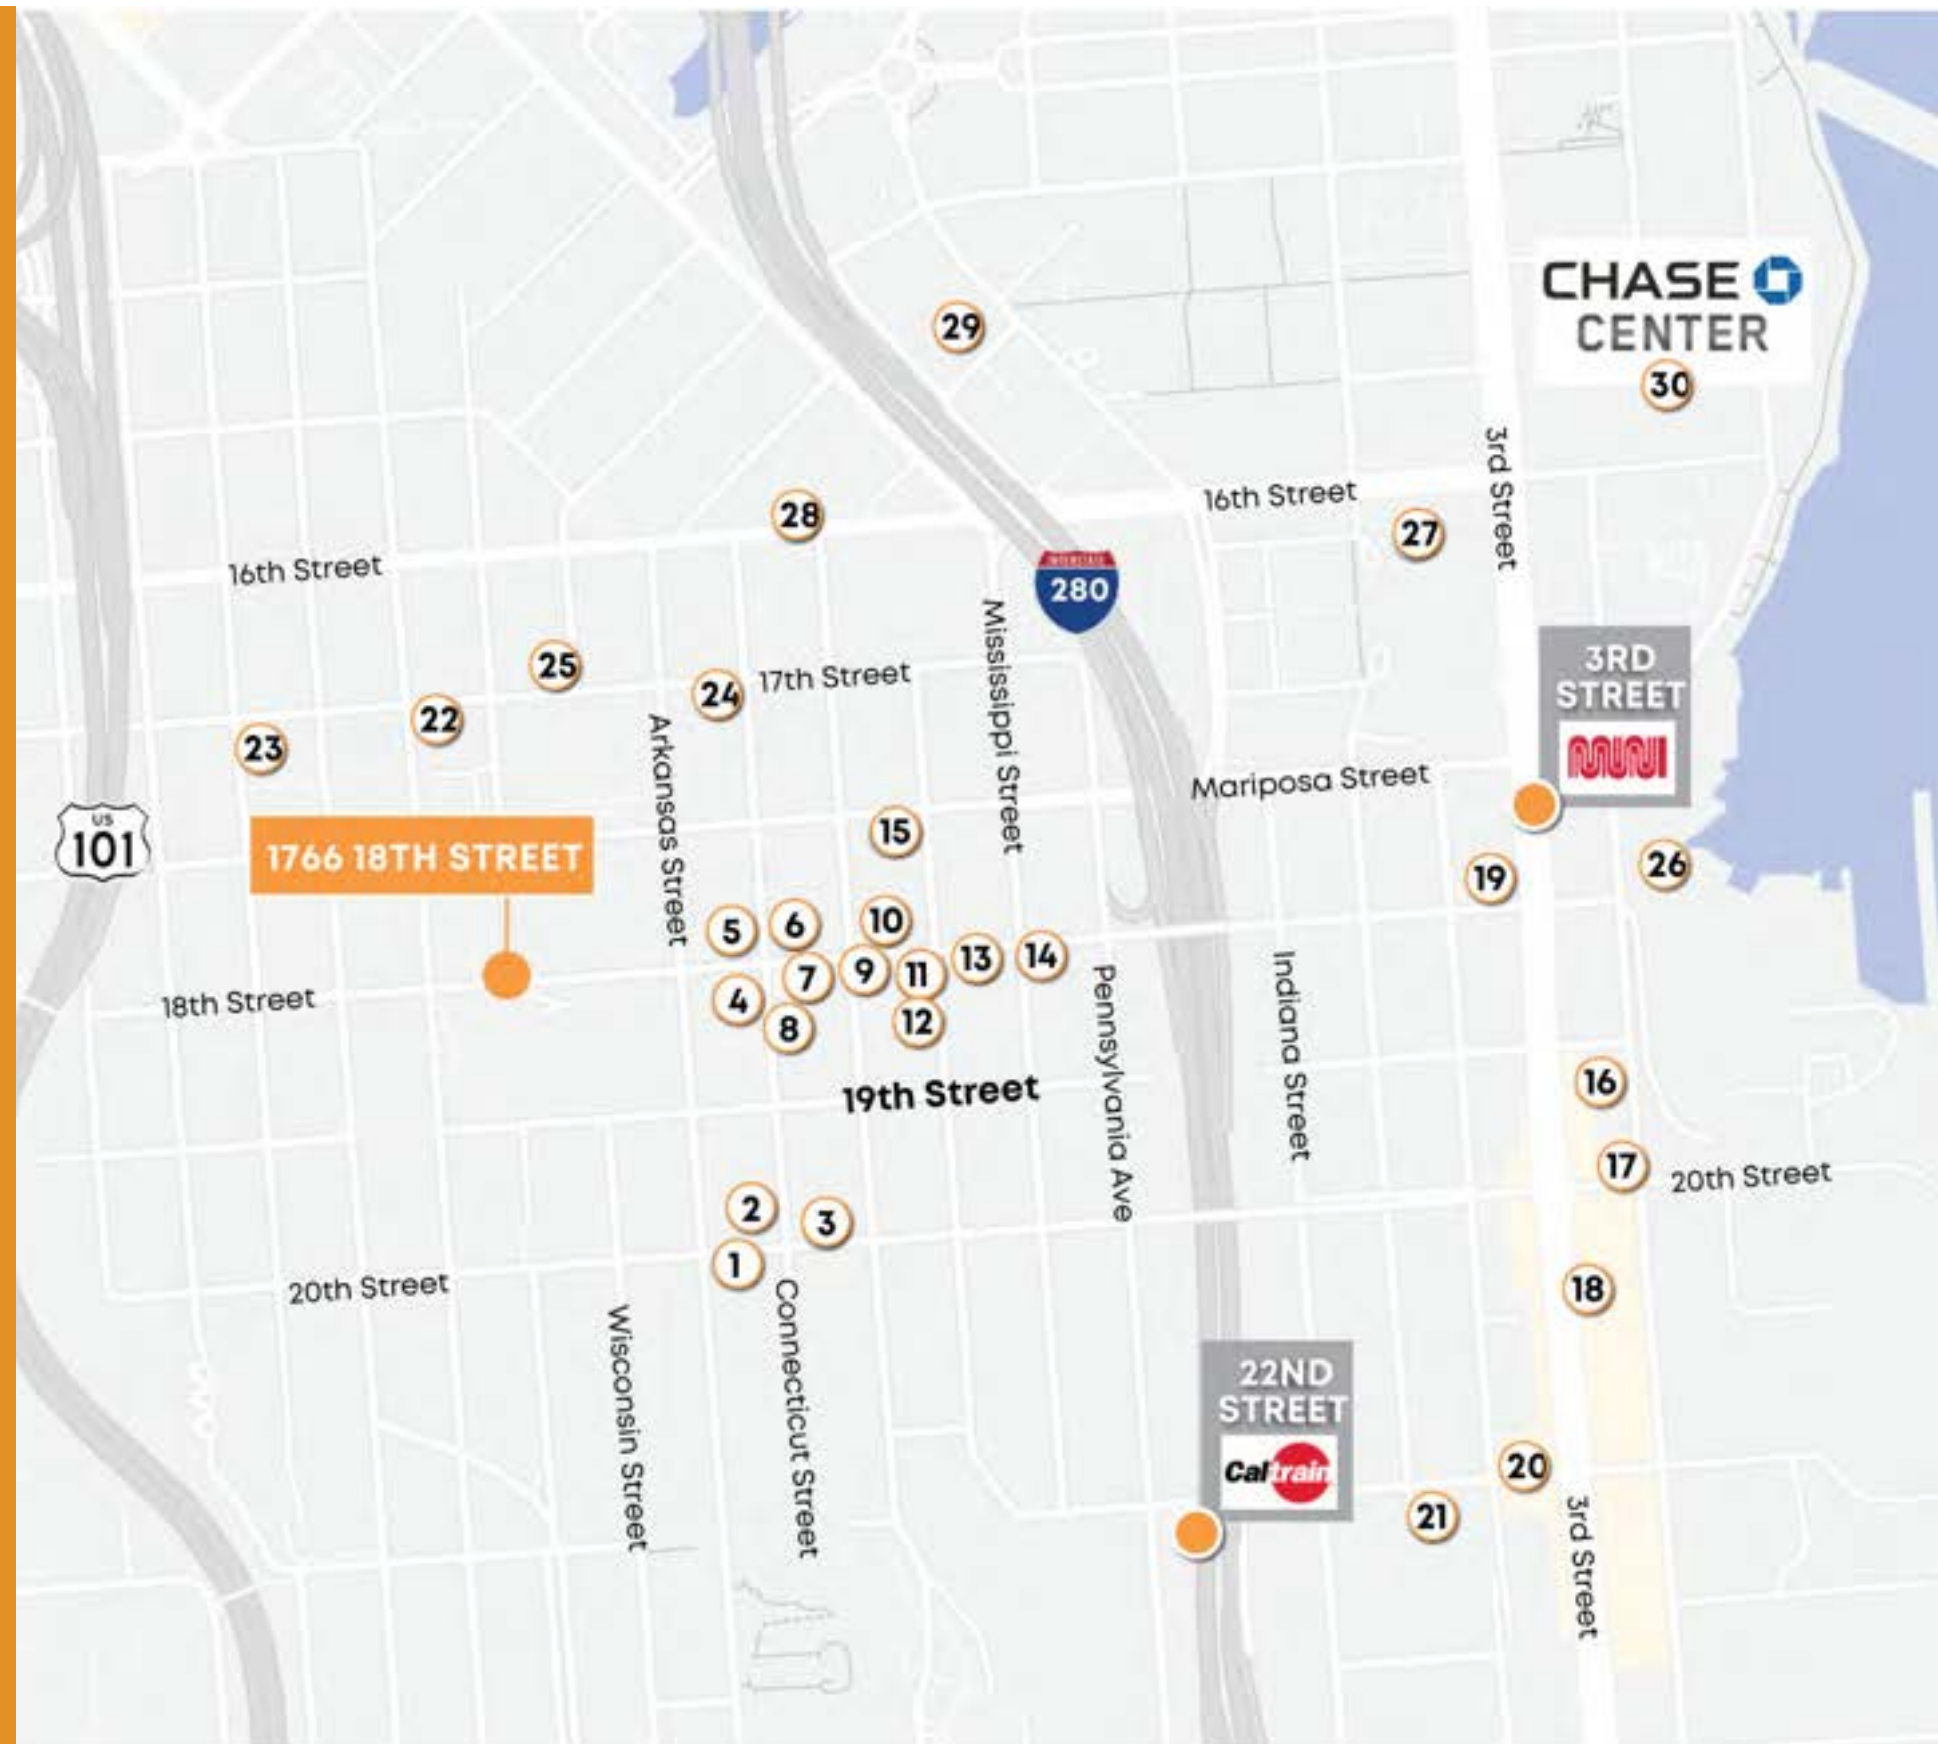 29
CHASE
CENTER
30
3rd Street
16th Street
27
28
16th Street
INTERSTATE
280
Mississippi Street
25
24
17th Street
22
23
Arkansas Street
3RD
STREET
MUNI
Mariposa Street
US
101
1766 18TH STREET
15
19
26
5
6
10
4
7
9
11
13
14
8
12
18th Street
Pennsylvania Ave
Indiana Street
19th Street
16
17
20th Street
2
3
1
20th Street
18
Wisconsin Street
Connecticut Street
22ND
STREET
Caltrain
20
21
3rd Street